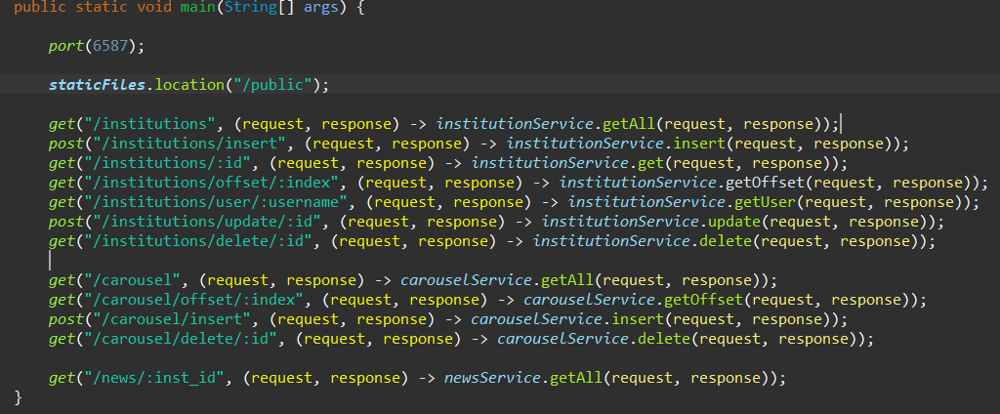 public static void main(String[] args) {
port(6587);
staticFiles.location("/public");
get("/institutions", (request, response) -> institutionService.getAll(request, response));
post("/institutions/insert", (request, response) -> institutionService.insert(request, response));
get("/institutions/:id", (request, response) -> institutionService.get(request, response));
get("/institutions/offset/:index", (request, response) -> institutionService.getOffset(request, response));
get("/institutions/user/:username", (request, response) -> institutionService.getUser(request, response));
post("/institutions/update/:id", (request, response) -> institutionService.update(request, response));
get("/institutions/delete/:id", (request, response) -> institutionService.delete(request, response));
get("/carousel", (request, response) -> carouselService.getAll(request, response));
get("/carousel/offset/:index", (request, response) -> carouselService.getOffset(request, response));
post("/carousel/insert", (request, response) -> carouselService.insert(request, response));
get("/carousel/delete/:id", (request, response) -> carouselService.delete(request, response));
get("/news/:inst_id", (request, response) -> newsService.getAll(request, response));
}